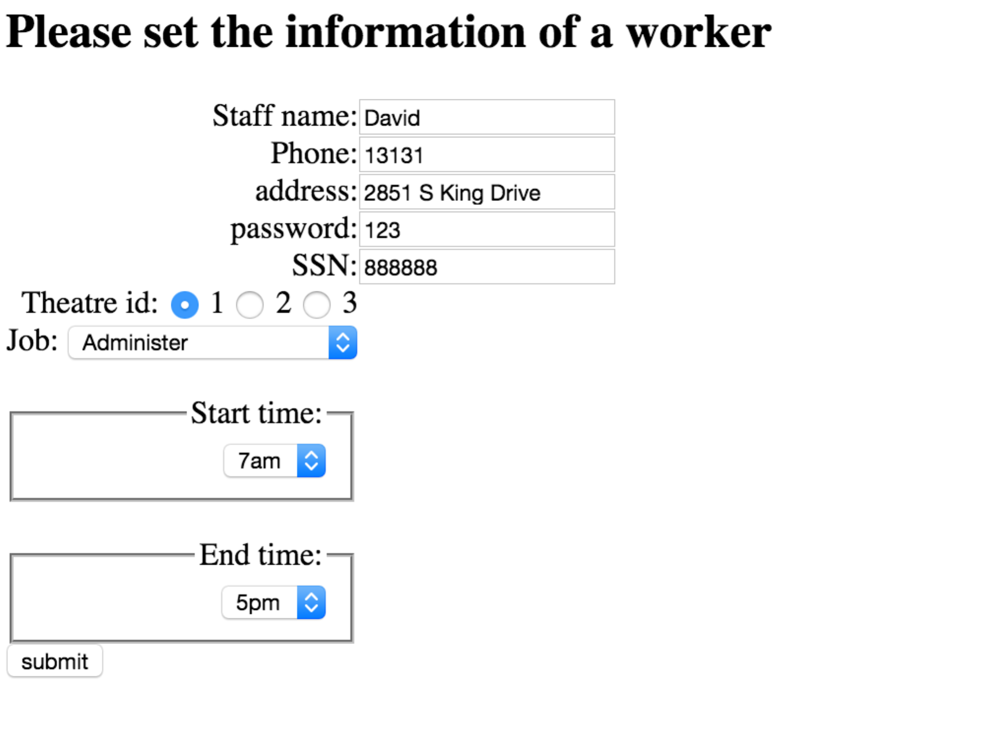 Please set the information of a worker
Staff name: David
Phone: 13131
address: 2851 S King Drive
password: 123
SSN: 888888
Theatre id: 1 2 3
Job: Administer
Start time:
7am
End time:
5pm
submit